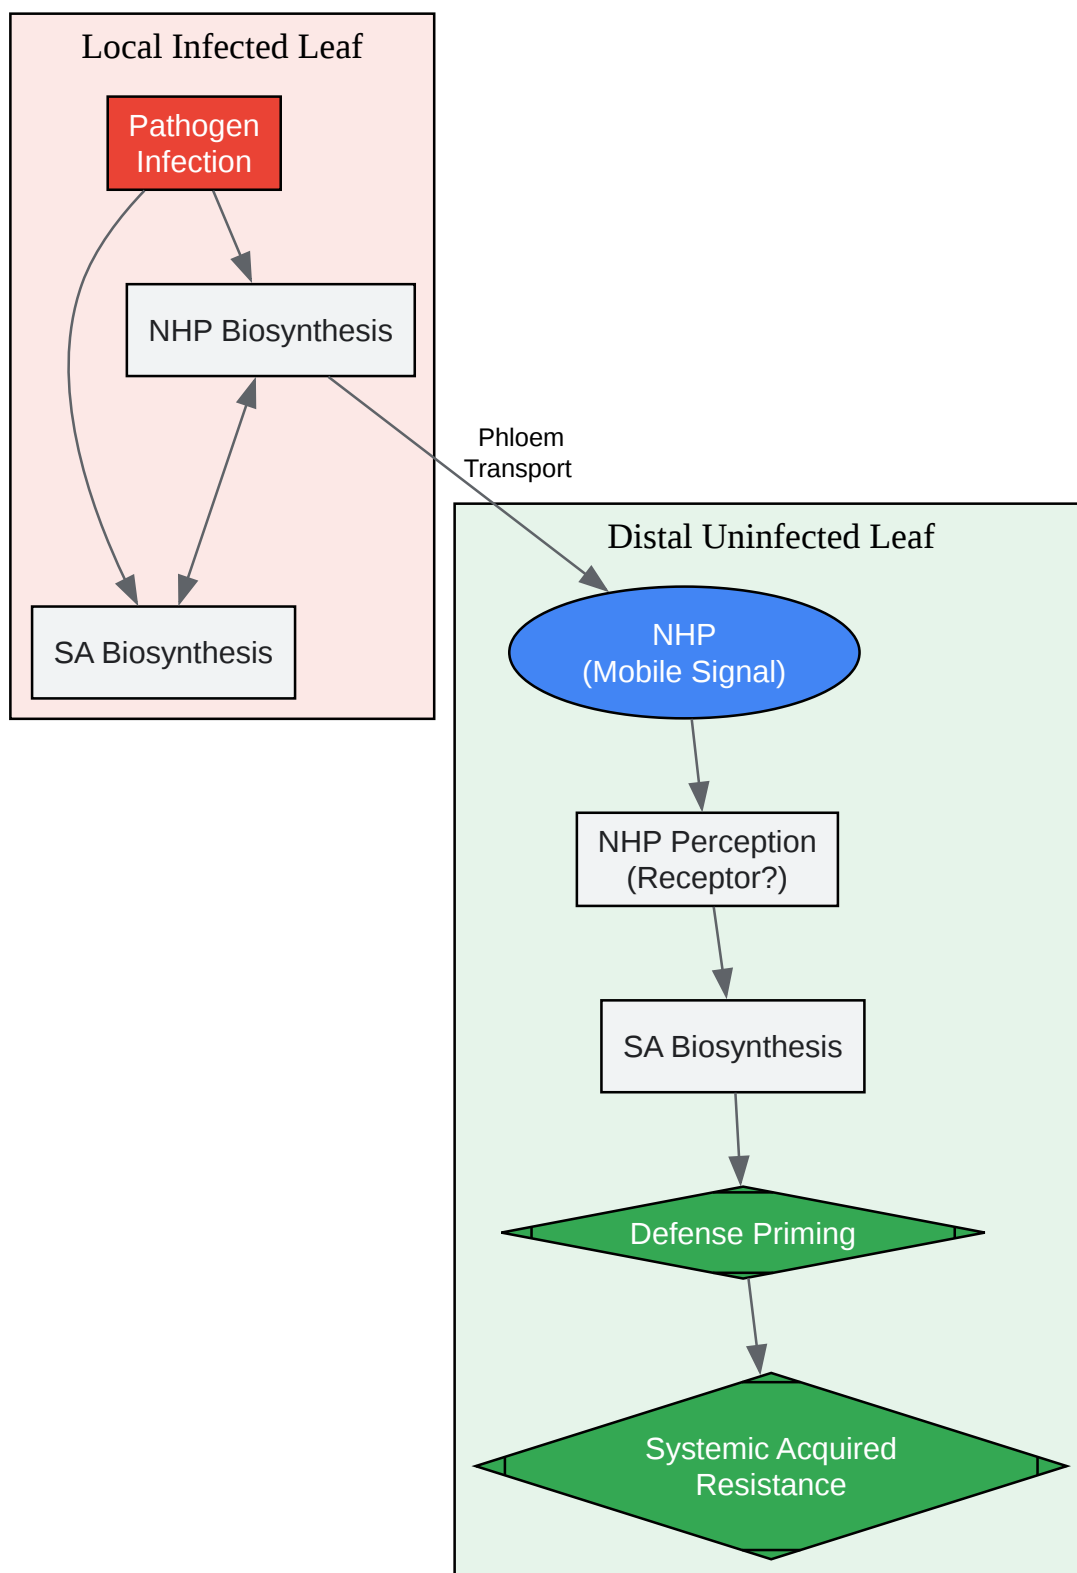 Local Infected Leaf
Pathogen
Infection
NHP Biosynthesis
SA Biosynthesis
Phloem
Transport
Distal Uninfected Leaf
NHP
(Mobile Signal)
NHP Perception
(Receptor?)
SA Biosynthesis
Defense Priming
Systemic Acquired
Resistance